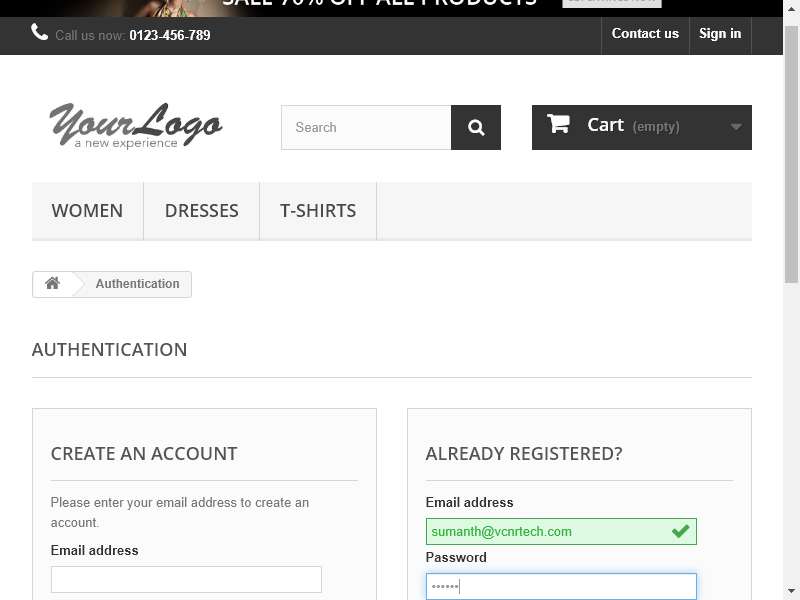 SALE 70% OFF ALL PRODUCTS
Call us now: 0123-456-789
Contact us
Sign in
YourLogo
a new experience
Search
Cart (empty)
WOMEN
DRESSES
T-SHIRTS
Authentication
AUTHENTICATION
CREATE AN ACCOUNT
Please enter your email address to create an
account.
Email address
ALREADY REGISTERED?
Email address
sumanth@vcnrtech.com
Password
••••••